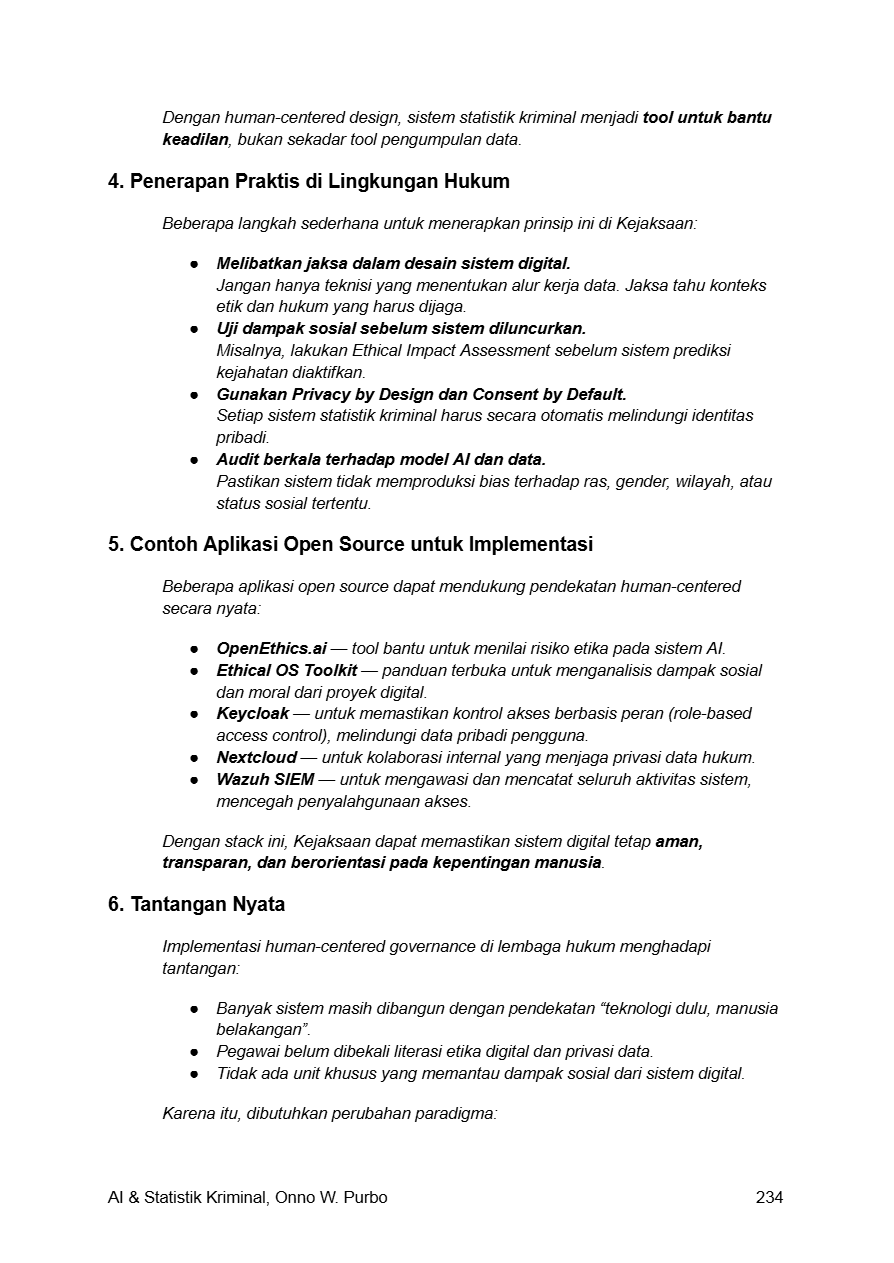 Dengan human-centered design, sistem statistik kriminal menjadi tool untuk bantu
keadilan, bukan sekadar tool pengumpulan data.
4. Penerapan Praktis di Lingkungan Hukum
Beberapa langkah sederhana untuk menerapkan prinsip ini di Kejaksaan:
● Melibatkan jaksa dalam desain sistem digital.
Jangan hanya teknisi yang menentukan alur kerja data. Jaksa tahu konteks
etik dan hukum yang harus dijaga.
● Uji dampak sosial sebelum sistem diluncurkan.
Misalnya, lakukan Ethical Impact Assessment sebelum sistem prediksi
kejahatan diaktifkan.
● Gunakan Privacy by Design dan Consent by Default.
Setiap sistem statistik kriminal harus secara otomatis melindungi identitas
pribadi.
● Audit berkala terhadap model AI dan data.
Pastikan sistem tidak memproduksi bias terhadap ras, gender, wilayah, atau
status sosial tertentu.
5. Contoh Aplikasi Open Source untuk Implementasi
Beberapa aplikasi open source dapat mendukung pendekatan human-centered
secara nyata:
● OpenEthics.ai — tool bantu untuk menilai risiko etika pada sistem AI.
● Ethical OS Toolkit — panduan terbuka untuk menganalisis dampak sosial
dan moral dari proyek digital.
● Keycloak — untuk memastikan kontrol akses berbasis peran (role-based
access control), melindungi data pribadi pengguna.
● Nextcloud — untuk kolaborasi internal yang menjaga privasi data hukum.
● Wazuh SIEM — untuk mengawasi dan mencatat seluruh aktivitas sistem,
mencegah penyalahgunaan akses.
Dengan stack ini, Kejaksaan dapat memastikan sistem digital tetap aman,
transparan, dan berorientasi pada kepentingan manusia.
6. Tantangan Nyata
Implementasi human-centered governance di lembaga hukum menghadapi
tantangan:
● Banyak sistem masih dibangun dengan pendekatan “teknologi dulu, manusia
belakangan”.
● Pegawai belum dibekali literasi etika digital dan privasi data.
● Tidak ada unit khusus yang memantau dampak sosial dari sistem digital.
Karena itu, dibutuhkan perubahan paradigma:
AI & Statistik Kriminal, Onno W. Purbo 234